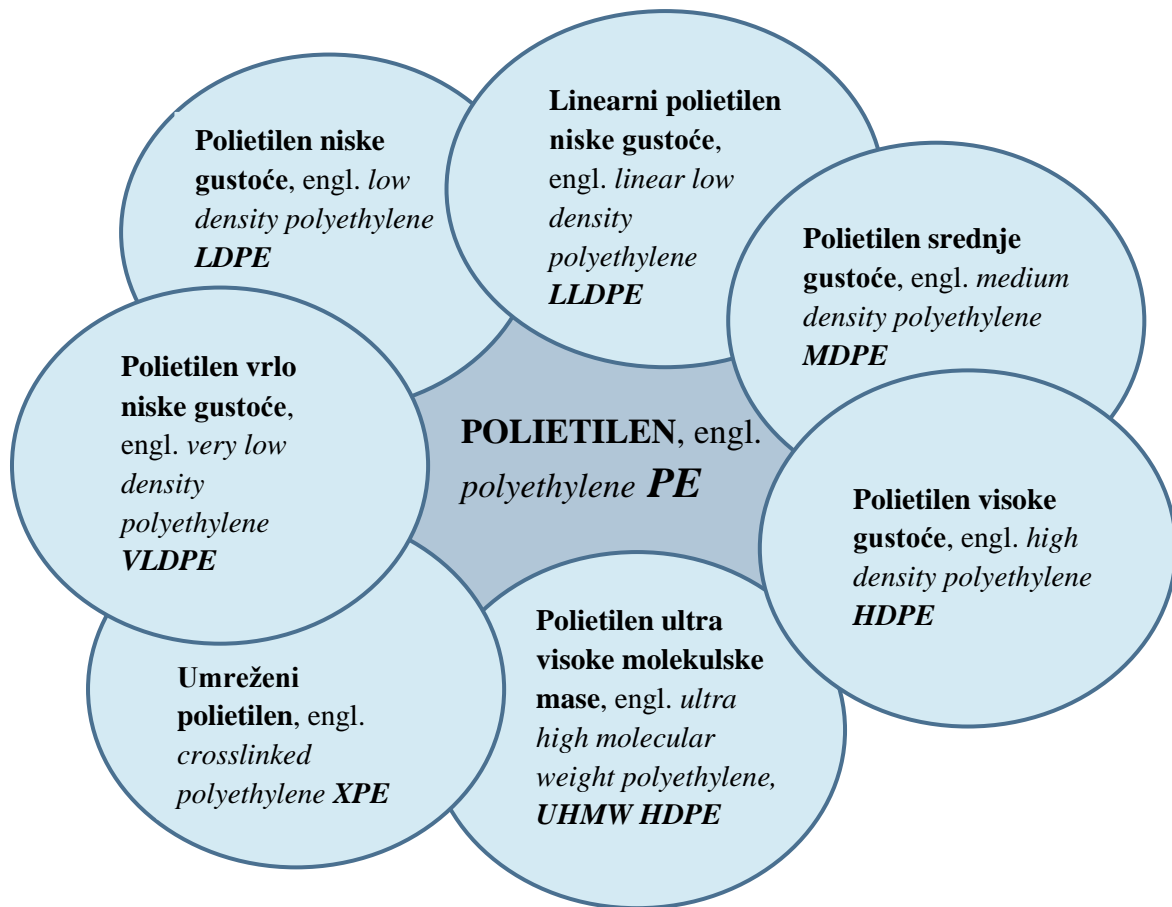 Polietilen niske
gustoće, engl. low
density polyethylene
LDPE
Linearni polietilen
niske gustoće,
engl. linear low
density
polyethylene
LLDPE
Polietilen srednje
gustoće, engl. medium
density polyethylene
MDPE
Polietilen vrlo
niske gustoće,
engl. very low
density
polyethylene
VLDPE
POLIETILEN, engl.
polyethylene PE
Polietilen visoke
gustoće, engl. high
density polyethylene
HDPE
Umreženi
polietilen, engl.
crosslinked
polyethylene XPE
Polietilen ultra
visoke molekulske
mase, engl. ultra
high molecular
weight polyethylene,
UHMW HDPE